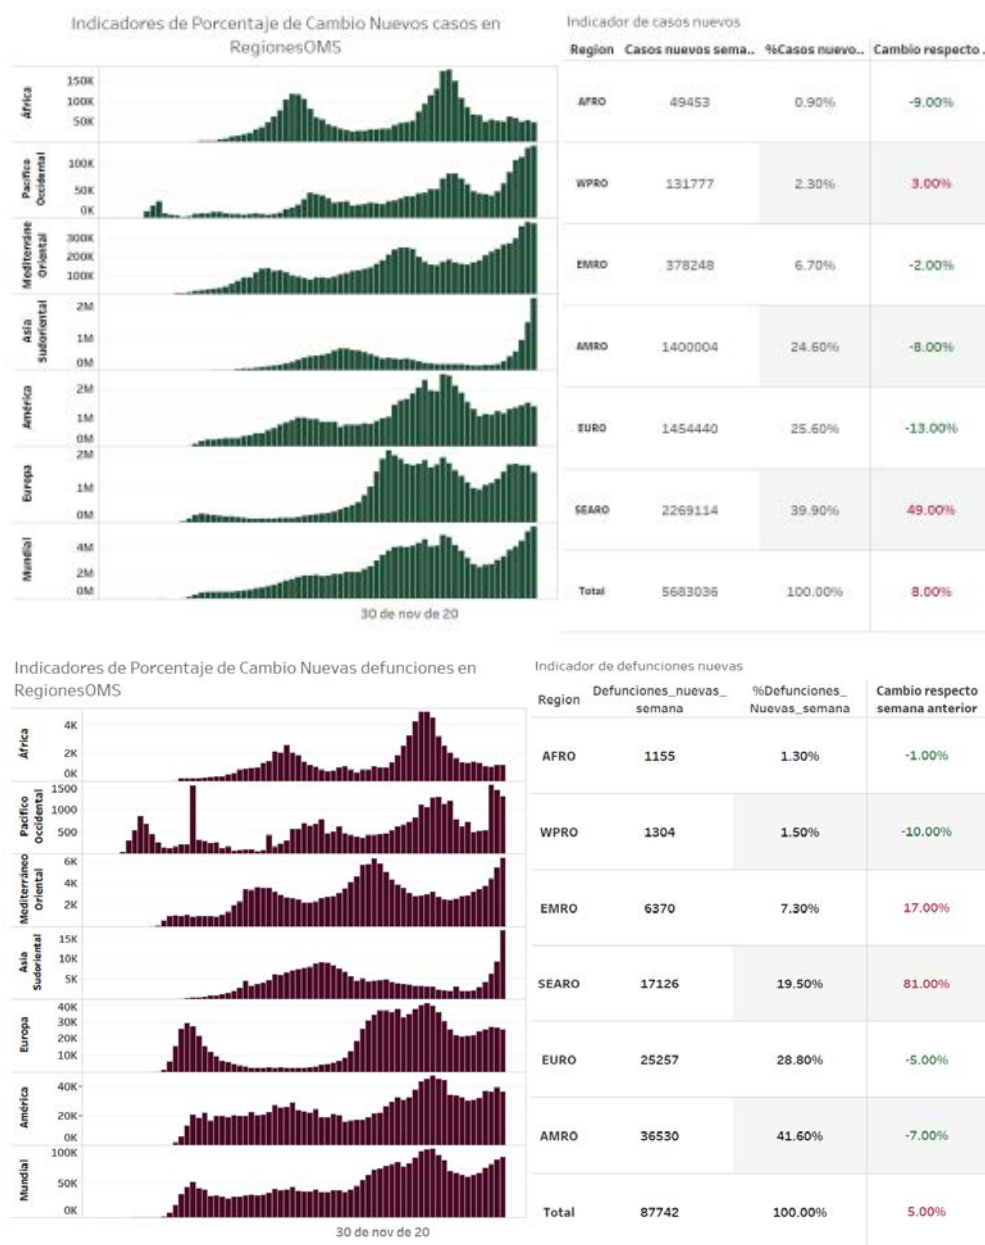 Indicadores de Porcentaje de Cambio Nuevos casos en
RegionesOMS
África
150K
100K
50K
Pacífico
Occidental
100K
50K
0K
Mediterráne
Oriental
300K
200K
100K
Asia
Sudoriental
2M
1M
0M
América
2M
1M
0M
Europa
2M
1M
0M
Mundial
4M
2M
0M
30 de nov de 20
Indicador de casos nuevos
Region Casos nuevos sema.. %Casos nuevo.. Cambio respecto .
AFRO 49453 0.90% -9.00%
WPRO 131777 2.30% 3.00%
EMRO 378248 6.70% -2.00%
AMRO 1400004 24.60% -8.00%
EURO 1454440 25.60% -13.00%
SEARO 2269114 39.90% 49.00%
Total 5683036 100.00% 8.00%
Indicadores de Porcentaje de Cambio Nuevas defunciones en
RegionesOMS
África
4K
2K
0K
Pacífico
Occidental
1500
1000
500
Mediterráneo
Oriental
6K
4K
2K
Asia
Sudoriental
15K
10K
5K
Europa
40K
30K
20K
10K
América
40K
20K
0K
Mundial
100K
50K
0K
30 de nov de 20
Indicador de defunciones nuevas
Region Defunciones_nuevas_ semana %Defunciones_ Nuevas_semana Cambio respecto semana anterior
AFRO 1155 1.30% -1.00%
WPRO 1304 1.50% -10.00%
EMRO 6370 7.30% 17.00%
SEARO 17126 19.50% 81.00%
EURO 25257 28.80% -5.00%
AMRO 36530 41.60% -7.00%
Total 87742 100.00% 5.00%